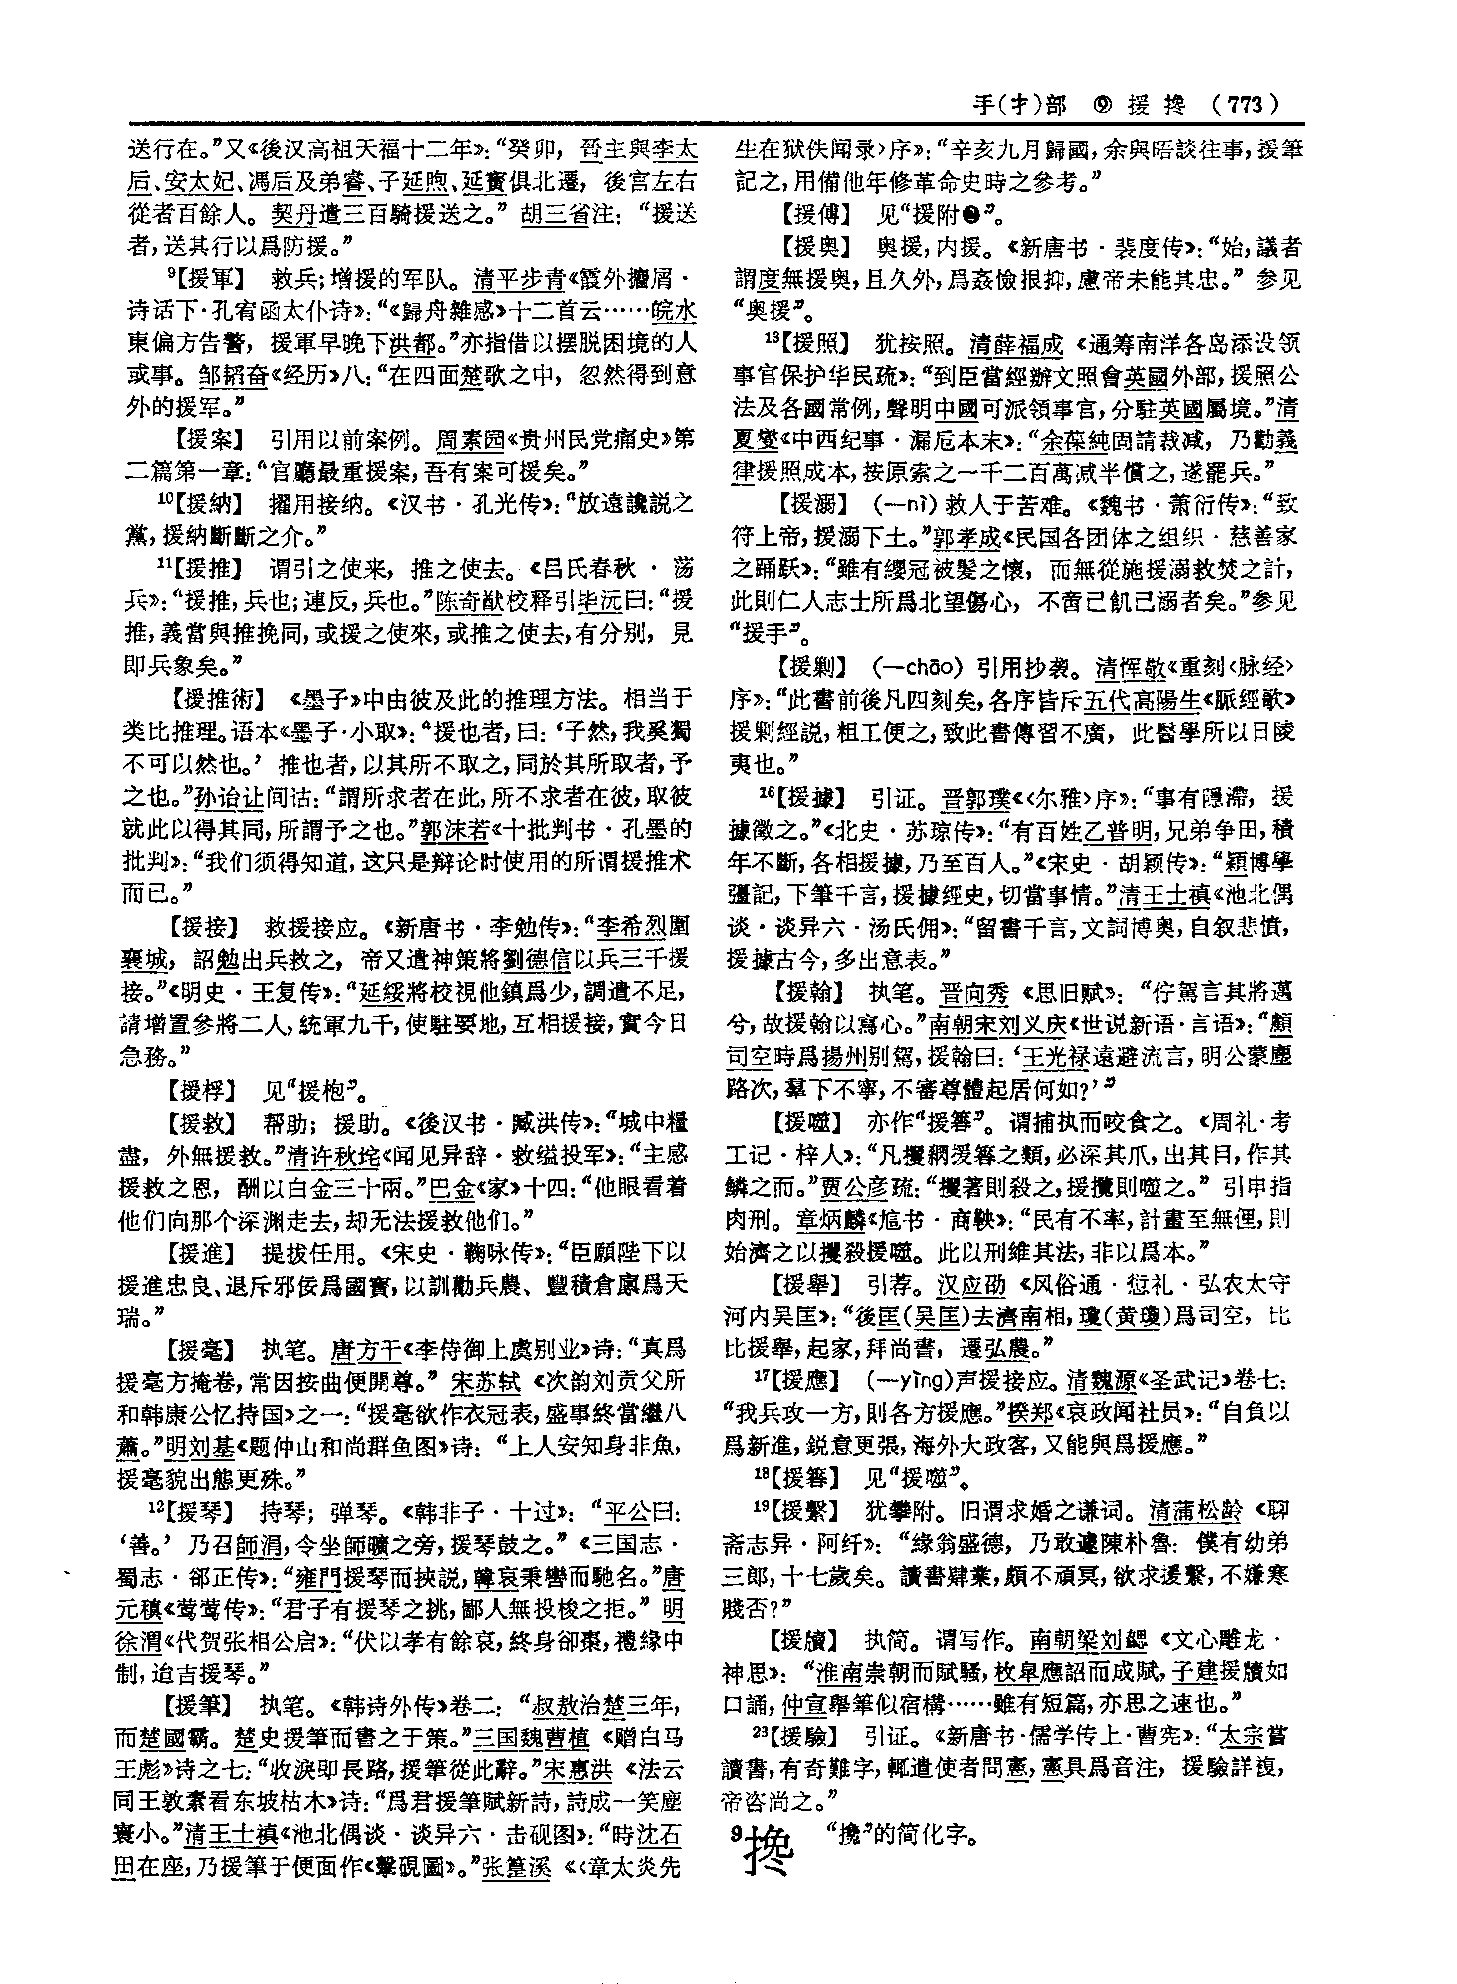 手(扌)部 ⑨ 援 搀 (773)
送行在。”又《後汉高祖天福十二年》:“癸卯，晉主與李太
后、安太妃、馮后及弟睿、子延煦、延寳俱北遷，後宫左右
從者百餘人。契丹遣三百騎援送之。”胡三省注：“援送
者,送其行以爲防援。”
⁹【援軍】 救兵;增援的军队。清平步青《霞外攟屑·
诗话下·孔宥函太仆诗》:“《歸舟雜感》十二首云……皖水
東偏方告警，援軍早晚下洪都。”亦指借以摆脱困境的人
或事。邹韬奋《经历》八:“在四面楚歌之中，忽然得到意
外的援军。”
【援案】 引用以前案例。周素园《贵州民党痛史》第
二篇第一章:“官廳最重援案,吾有案可援矣。”
¹⁰【援納】 擢用接纳。《汉书·孔光传》:“放遠讒説之
黨,援納斷斷之介。”
¹¹【援推】 谓引之使来，推之使去。《吕氏春秋·荡
兵》:“援推,兵也;連反,兵也。”陈奇猷校释引毕沅曰:“援
推,義當與推挽同,或援之使來,或推之使去,有分别，見
即兵象矣。”
【援推術】 《墨子》中由彼及此的推理方法。相当于
类比推理。语本《墨子·小取》:“援也者,曰:‘子然,我奚獨
不可以然也。’推也者,以其所不取之,同於其所取者,予
之也。”孙诒让间诂:“謂所求者在此,所不求者在彼,取彼
就此以得其同,所謂予之也。”郭沫若《十批判书·孔墨的
批判》:“我们须得知道,这只是辩论时使用的所谓援推术
而已。”
【援接】 救援接应。《新唐书·李勉传》:“李希烈圍
襄城，詔勉出兵救之，帝又遣神策將劉德信以兵三千援
接。”《明史·王复传》:“延綏將校視他鎮爲少,調遣不足,
請增置參將二人,統軍九千,使駐要地,互相援接,實今日
急務。”
【援桴】 见“援枹”。
【援救】 帮助；援助。《後汉书·臧洪传》:“城中糧
盡，外無援救。”清许秋垞《闻见异辞·救缢投军》:“主感
援救之恩，酬以白金三十兩。”巴金《家》十四:“他眼看着
他们向那个深渊走去,却无法援救他们。”
【援進】 提拔任用。《宋史·鞠咏传》:“臣願陛下以
援進忠良、退斥邪佞爲國寳,以訓勸兵農、豐積倉廪爲天
瑞。”
【援毫】 执笔。唐方干《李侍御上虞别业》诗:“真爲
援毫方掩卷,常因按曲便開尊。”宋苏轼《次韵刘贡父所
和韩康公忆持国》之一:“援毫欲作衣冠表,盛事終當繼八
蕭。”明刘基《题仲山和尚群鱼图》诗:“上人安知身非魚,
援毫貌出態更殊。”
¹²【援琴】 持琴；弹琴。《韩非子·十过》:“平公曰:
‘善。’乃召師涓,令坐師曠之旁,援琴鼓之。”《三国志·
蜀志·郤正传》:“雍門援琴而挾説,韓哀秉轡而馳名。”唐
元稹《莺莺传》:“君子有援琴之挑,鄙人無投梭之拒。”明
徐渭《代贺张相公启》:“伏以孝有餘哀,終身卻棗,禮緣中
制,迨吉援琴。”
【援筆】 执笔。《韩诗外传》卷二:“叔敖治楚三年,
而楚國霸。楚史援筆而書之于策。”三国魏曹植《赠白马
王彪》诗之七:“收淚即長路,援筆從此辭。”宋惠洪《法云
同王敦素看东坡枯木》诗:“爲君援筆賦新詩,詩成一笑塵
寰小。”清王士禛《池北偶谈·谈异六·击砚图》:“時沈石
田在座,乃援筆于便面作《擊硯圖》。”张篁溪《〈章太炎先
生在狱佚闻录〉序》:“辛亥九月歸國,余與晤談往事,援筆
記之,用備他年修革命史時之參考。”
【援傅】 见“援附❷”。
【援奥】 奥援,内援。《新唐书·裴度传》:“始,議者
謂度無援奥,且久外,爲姦憸拫抑,慮帝未能其忠。”参见
“奥援”。
¹³【援照】 犹按照。清薛福成《通筹南洋各岛添设领
事官保护华民疏》:“到臣當經辦文照會英國外部,援照公
法及各國常例,聲明中國可派領事官,分駐英國屬境。”清
夏燮《中西纪事·漏卮本末》:“余葆純固請裁减，乃勸義
律援照成本,按原索之一千二百萬减半償之,遂罷兵。”
【援溺】 (—nì)救人于苦难。《魏书·萧衍传》:“致
符上帝,援溺下土。”郭孝成《民国各团体之组织·慈善家
之踊跃》:“雖有纓冠被髮之懷，而無從施援溺救焚之計,
此則仁人志士所爲北望傷心，不啻己飢己溺者矣。”参见
“援手”。
【援剿】 (—chāo)引用抄袭。清恽敬《重刻〈脉经〉
序》:“此書前後凡四刻矣,各序皆斥五代高陽生《脈經歌》
援剿經説,粗工便之,致此書傳習不廣，此醫學所以日陵
夷也。”
¹⁶【援據】 引证。晋郭璞《〈尔雅〉序》:“事有隱滯，援
據徵之。”《北史·苏琼传》:“有百姓乙普明,兄弟争田,積
年不斷,各相援據,乃至百人。”《宋史·胡颖传》:“穎博學
彊記,下筆千言,援據經史,切當事情。”清王士禛《池北偶
谈·谈异六·汤氏佣》:“留書千言,文詞博奥,自叙悲憤,
援據古今,多出意表。”
【援翰】 执笔。晋向秀《思旧赋》:“佇駕言其將邁
兮,故援翰以寫心。”南朝宋刘义庆《世说新语·言语》:“顧
司空時爲揚州别駕,援翰曰:‘王光禄遠避流言,明公蒙塵
路次,羣下不寧,不審尊體起居何如?’”
【援噬】 亦作“援簭”。谓捕执而咬食之。《周礼·考
工记·梓人》:“凡攫閷援簭之類,必深其爪,出其目,作其
鱗之而。”贾公彦疏:“攫著則殺之,援攬則噬之。”引申指
肉刑。章炳麟《訄书·商鞅》:“民有不率,計畫至無俚,則
始濟之以攫殺援噬。此以刑維其法,非以爲本。”
【援舉】 引荐。汉应劭《风俗通·愆礼·弘农太守
河内吴匡》:“後匡(吴匡)去濟南相,瓊(黄瓊)爲司空，比
比援舉,起家,拜尚書，遷弘農。”
¹⁷【援應】 (—yìng)声援接应。清魏源《圣武记》卷七:
“我兵攻一方,則各方援應。”揆郑《哀政闻社员》:“自負以
爲新進,鋭意更張,海外大政客,又能與爲援應。”
¹⁸【援簭】 见“援噬”。
¹⁹【援繫】 犹攀附。旧谓求婚之谦词。清蒲松龄《聊
斋志异·阿纤》:“緣翁盛德，乃敢遽陳朴魯:僕有幼弟
三郎,十七歲矣。讀書肄業,頗不頑冥,欲求援繫,不嫌寒
賤否?”
【援牘】 执简。谓写作。南朝梁刘勰《文心雕龙·
神思》:“淮南崇朝而賦騷,枚皋應詔而成賦,子建援牘如
口誦,仲宣舉筆似宿構……雖有短篇,亦思之速也。”
²³【援驗】 引证。《新唐书·儒学传上·曹宪》:“太宗嘗
讀書,有奇難字,輒遣使者問憲,憲具爲音注，援驗詳複,
帝咨尚之。”
⁹搀 “攙”的简化字。